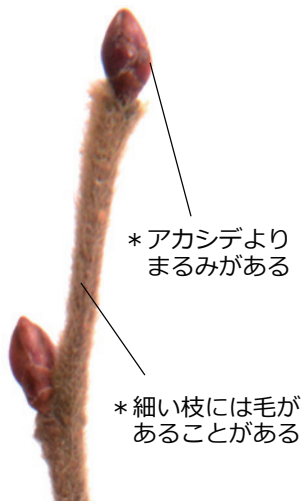 ＊アカシデより
まるみがある
＊細い枝には毛が
あることがある